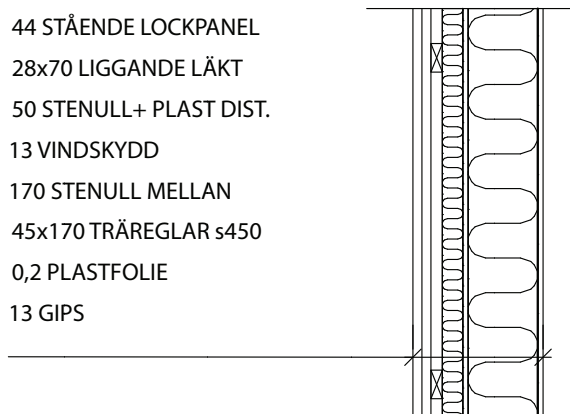 44 STÅENDE LOCKPANEL
28x70 LIGGANDE LÄKT
50 STENULL+ PLAST DIST.
13 VINDSKYDD
170 STENULL MELLAN
45x170 TRÄREGLAR s450
0,2 PLASTFOLIE
13 GIPS